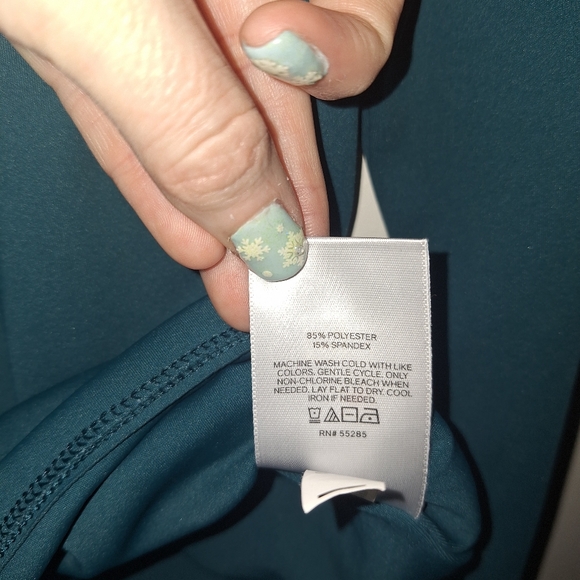 85% POLYESTER
15% SPANDEX
MACHINE WASH COLD WITH LIKE
COLORS. GENTLE CYCLE. ONLY
NON-CHLORINE BLEACH WHEN
NEEDED. LAY FLAT TO DRY. COOL
IRON IF NEEDED.
RN# 55285